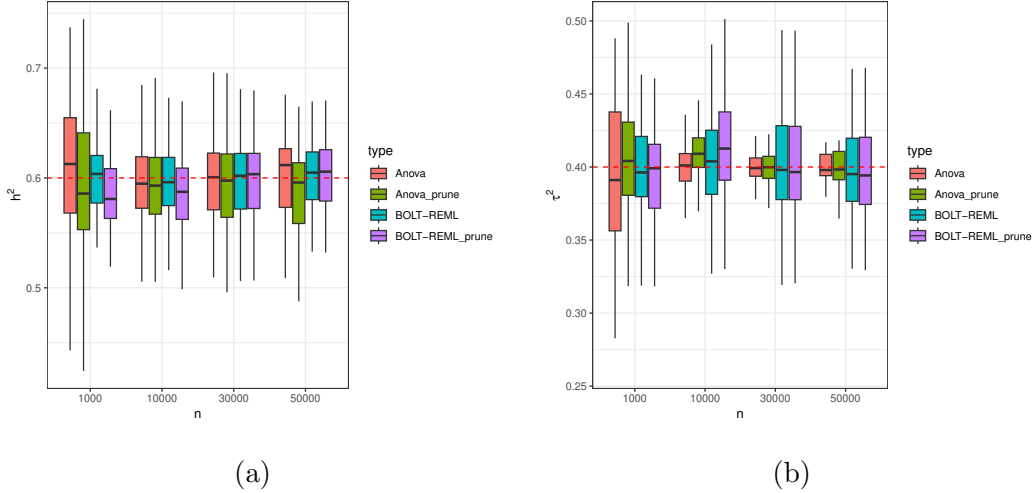 0.7
0.6
0.5
h²
1000 10000 30000 50000
n
type
Anova
Anova_prune
BOLT−REML
BOLT−REML_prune
(a)
0.50
0.45
0.40
0.35
0.30
0.25
τ²
1000 10000 30000 50000
n
type
Anova
Anova_prune
BOLT−REML
BOLT−REML_prune
(b)